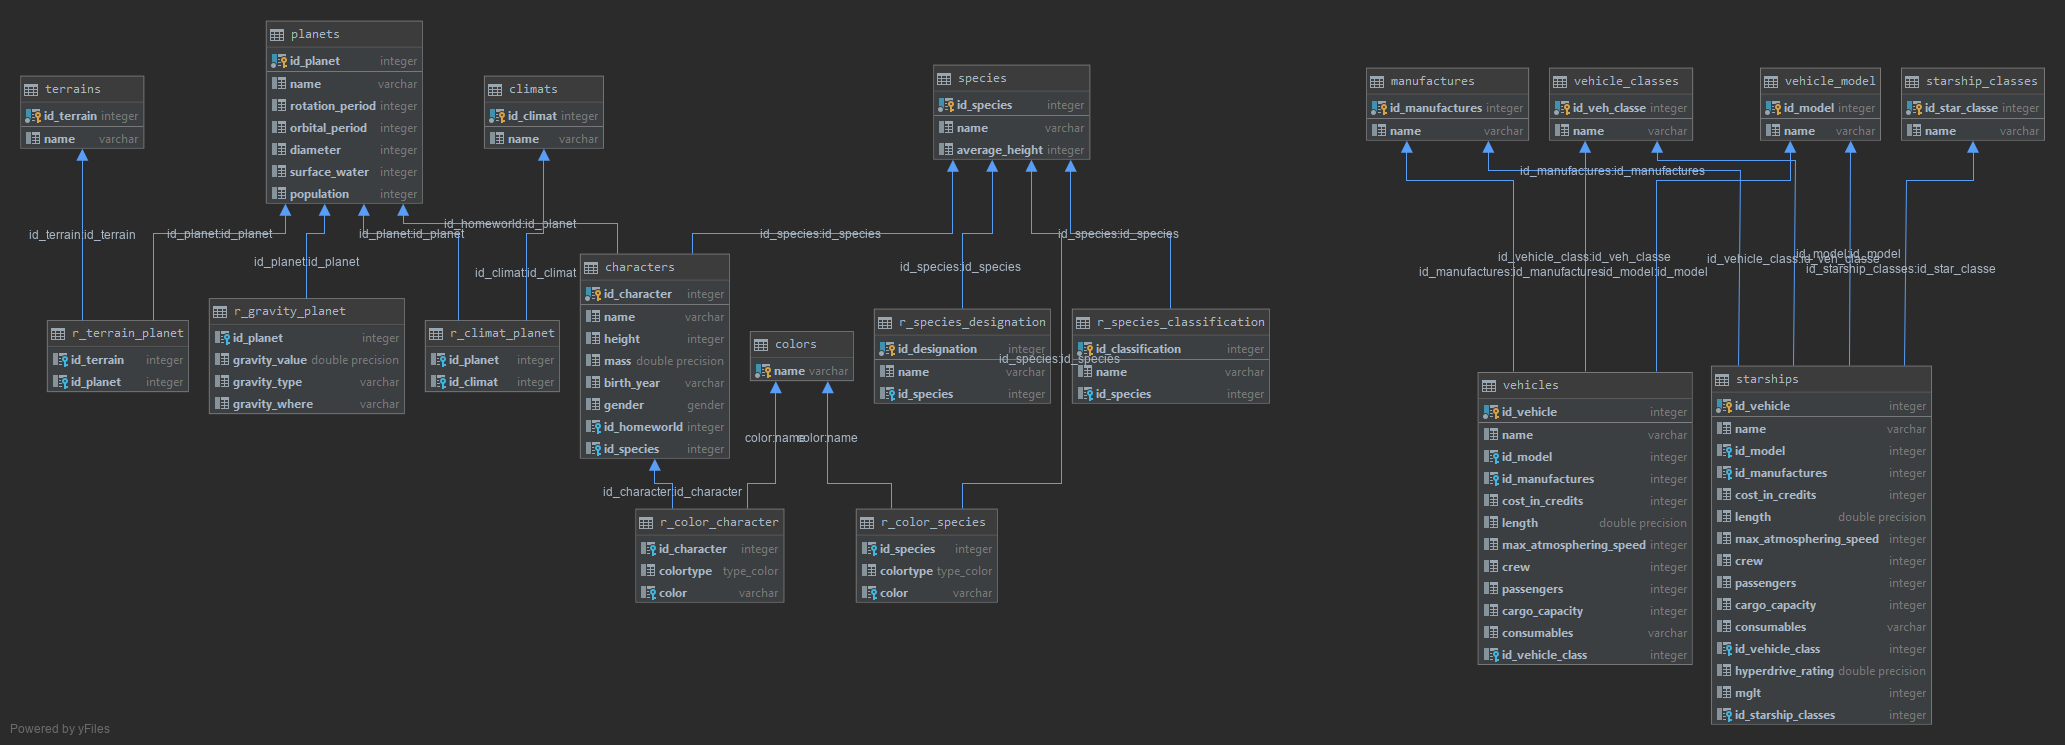 planets
id_planet integer
name varchar
rotation_period integer
orbital_period integer
diameter integer
surface_water integer
population integer
terrains
id_terrain integer
name varchar
climats
id_climat integer
name varchar
species
id_species integer
name varchar
average_height integer
manufactures
id_manufactures integer
name varchar
vehicle_classes
id_veh_classe integer
name varchar
vehicle_model
id_model integer
name varchar
starship_classes
id_star_classe integer
name varchar
id_terrain:id_terrain
id_planet:id_planet
id_planet:id_planet
id_planet:id_planet
id_homeworld:id_planet
id_climat:id_climat
id_species:id_species
id_species:id_species
id_species:id_species
id_manufactures:id_manufactures
id_vehicle_class:id_veh_classe
id_manufactures:id_manufactures
id_model:id_model
id_vehicle_class:id_veh_classe
id_model:id_model
id_starship_classes:id_star_classe
characters
id_character integer
name varchar
height integer
mass double precision
birth_year varchar
gender gender
id_homeworld integer
id_species integer
r_terrain_planet
id_terrain integer
id_planet integer
r_gravity_planet
id_planet integer
gravity_value double precision
gravity_type varchar
gravity_where varchar
r_climat_planet
id_planet integer
id_climat integer
colors
name varchar
r_species_designation
id_designation integer
name varchar
id_species integer
r_species_classification
id_classification integer
name varchar
id_species integer
id_species:id_species
color:name
color:name
id_character:id_character
r_color_character
id_character integer
colortype type_color
color varchar
r_color_species
id_species integer
colortype type_color
color varchar
vehicles
id_vehicle integer
name varchar
id_model integer
id_manufactures integer
cost_in_credits integer
length double precision
max_atmosphering_speed integer
crew integer
passengers integer
cargo_capacity integer
consumables varchar
id_vehicle_class integer
starships
id_vehicle integer
name varchar
id_model integer
id_manufactures integer
cost_in_credits integer
length double precision
max_atmosphering_speed integer
crew integer
passengers integer
cargo_capacity integer
consumables varchar
id_vehicle_class integer
hyperdrive_rating double precision
mglt integer
id_starship_classes integer
Powered by yFiles